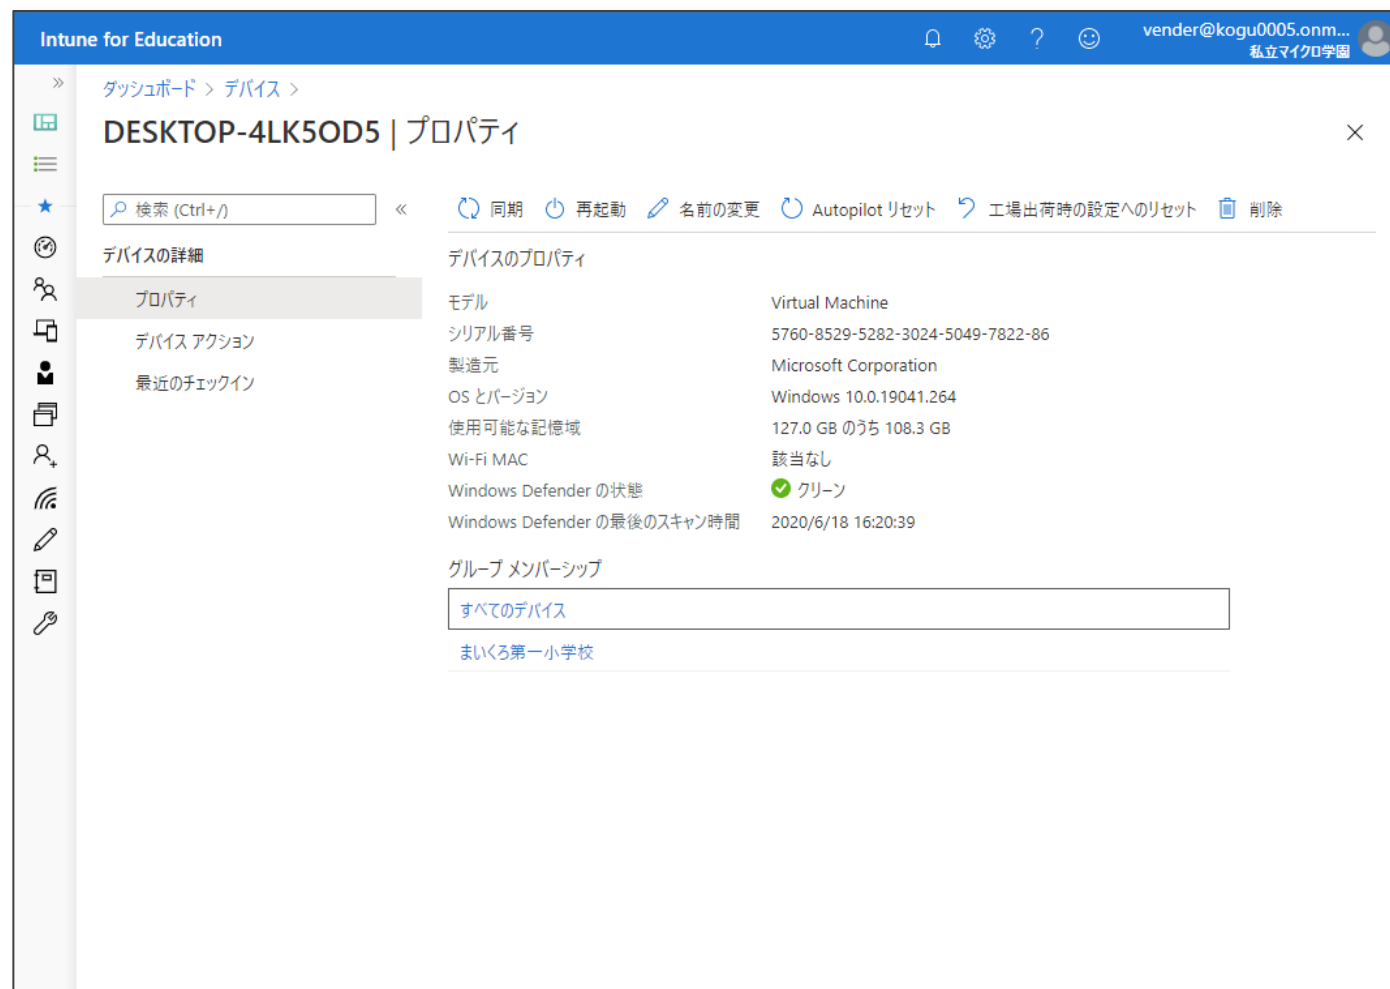 Intune for Education
vender@kogu0005.onm...
私立マイクロ学園
ダッシュボード > デバイス >
DESKTOP-4LK5OD5 | プロパティ
検索 (Ctrl+/)
同期 再起動 名前の変更 Autopilot リセット 工場出荷時の設定へのリセット 削除
デバイスの詳細
プロパティ
デバイス アクション
最近のチェックイン
デバイスのプロパティ
モデル Virtual Machine
シリアル番号 5760-8529-5282-3024-5049-7822-86
製造元 Microsoft Corporation
OS とバージョン Windows 10.0.19041.264
使用可能な記憶域 127.0 GB のうち 108.3 GB
Wi-Fi MAC 該当なし
Windows Defender の状態 クリーン
Windows Defender の最後のスキャン時間 2020/6/18 16:20:39
グループ メンバーシップ
すべてのデバイス
まいくろ第一小学校